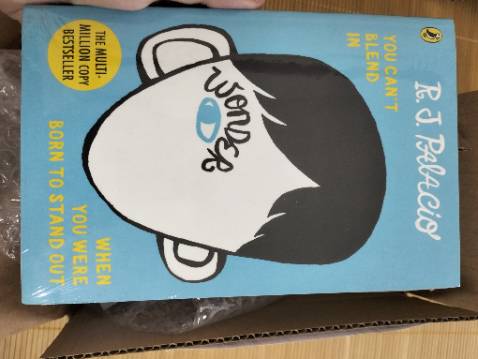 R. J. PALACIO
YOU CAN'T
BLEND
IN
WONDER
WHEN
YOU WERE
BORN TO STAND OUT
THE MULTI-
MILLION COPY
BESTSELLER